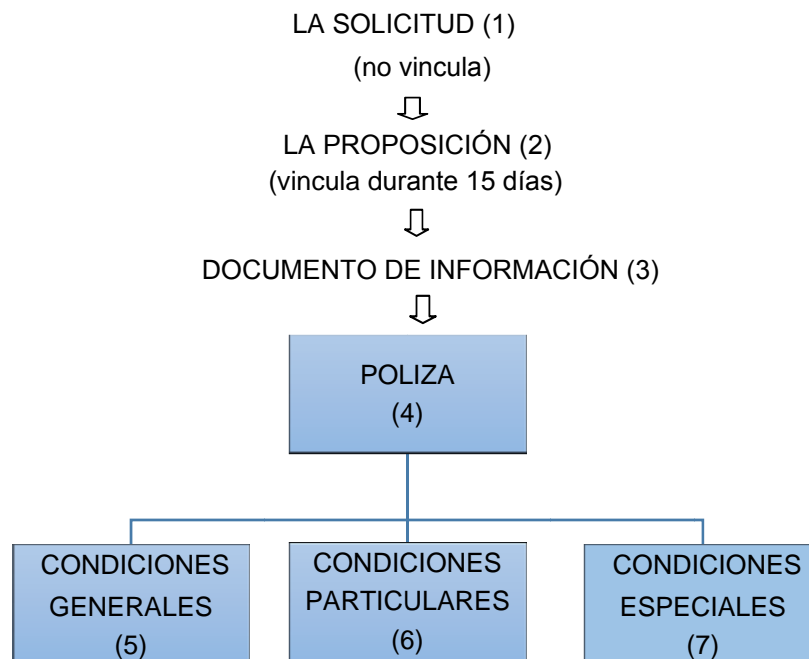 LA SOLICITUD (1)
(no vincula)
LA PROPOSICIÓN (2)
(vincula durante 15 días)
DOCUMENTO DE INFORMACIÓN (3)
POLIZA
(4)
CONDICIONES
GENERALES
(5)
CONDICIONES
PARTICULARES
(6)
CONDICIONES
ESPECIALES
(7)